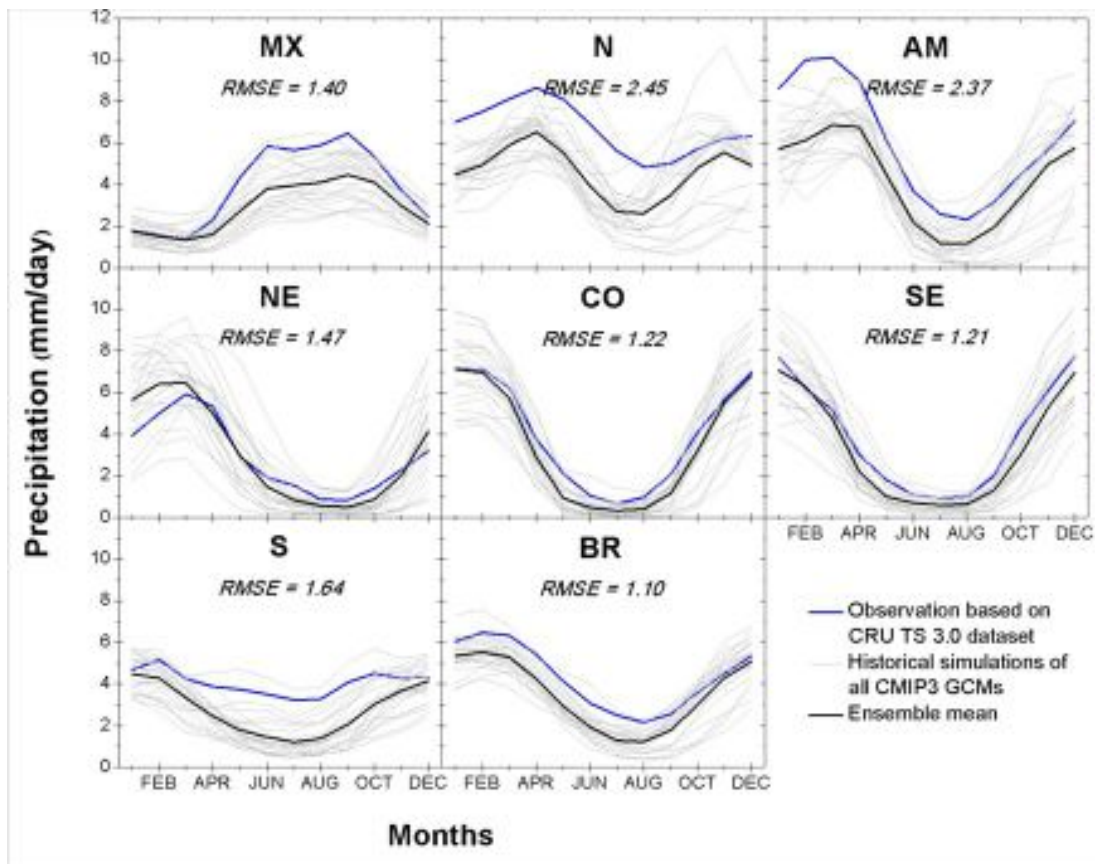 12
10
8
6
4
2
0
MX
RMSE = 1.40
N
RMSE = 2.45
AM
RMSE = 2.37
10
8
6
4
2
0
NE
RMSE = 1.47
CO
RMSE = 1.22
SE
RMSE = 1.21
FEB APR JUN AUG OCT DEC
10
8
6
4
2
0
S
RMSE = 1.64
BR
RMSE = 1.10
FEB APR JUN AUG OCT DEC
FEB APR JUN AUG OCT DEC
Precipitation (mm/day)
Months
Observation based on
CRU TS 3.0 dataset
Historical simulations of
all CMIP3 GCMs
Ensemble mean